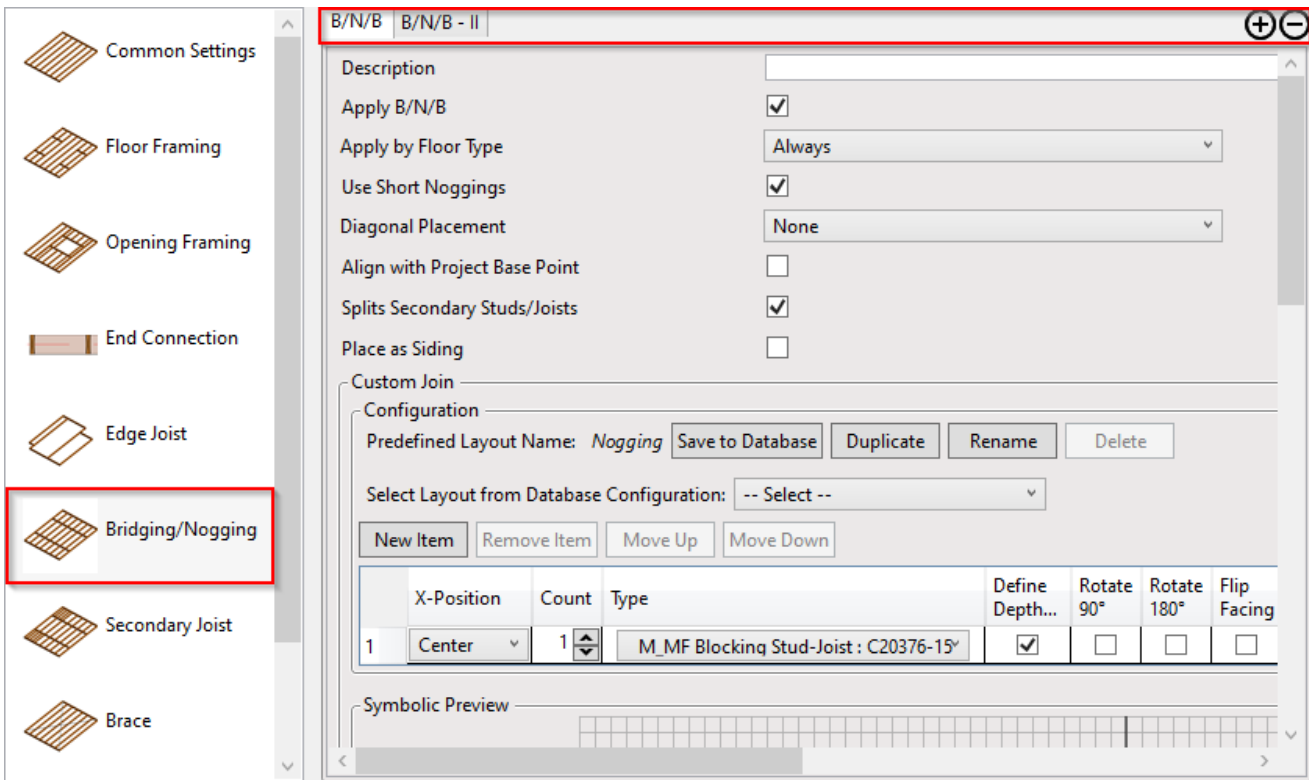 Common Settings
Floor Framing
Opening Framing
End Connection
Edge Joist
Bridging/Nogging
Secondary Joist
Brace
B/N/B B/N/B - II
Description
Apply B/N/B
Apply by Floor Type Always
Use Short Noggings
Diagonal Placement None
Align with Project Base Point
Splits Secondary Studs/Joists
Place as Siding
Custom Join
Configuration
Predefined Layout Name: Nogging Save to Database Duplicate Rename Delete
Select Layout from Database Configuration: -- Select --
New Item Remove Item Move Up Move Down
X-Position Count Type Define Depth... Rotate 90° Rotate 180° Flip Facing
1 Center 1 M_MF Blocking Stud-Joist : C20376-15
Symbolic Preview